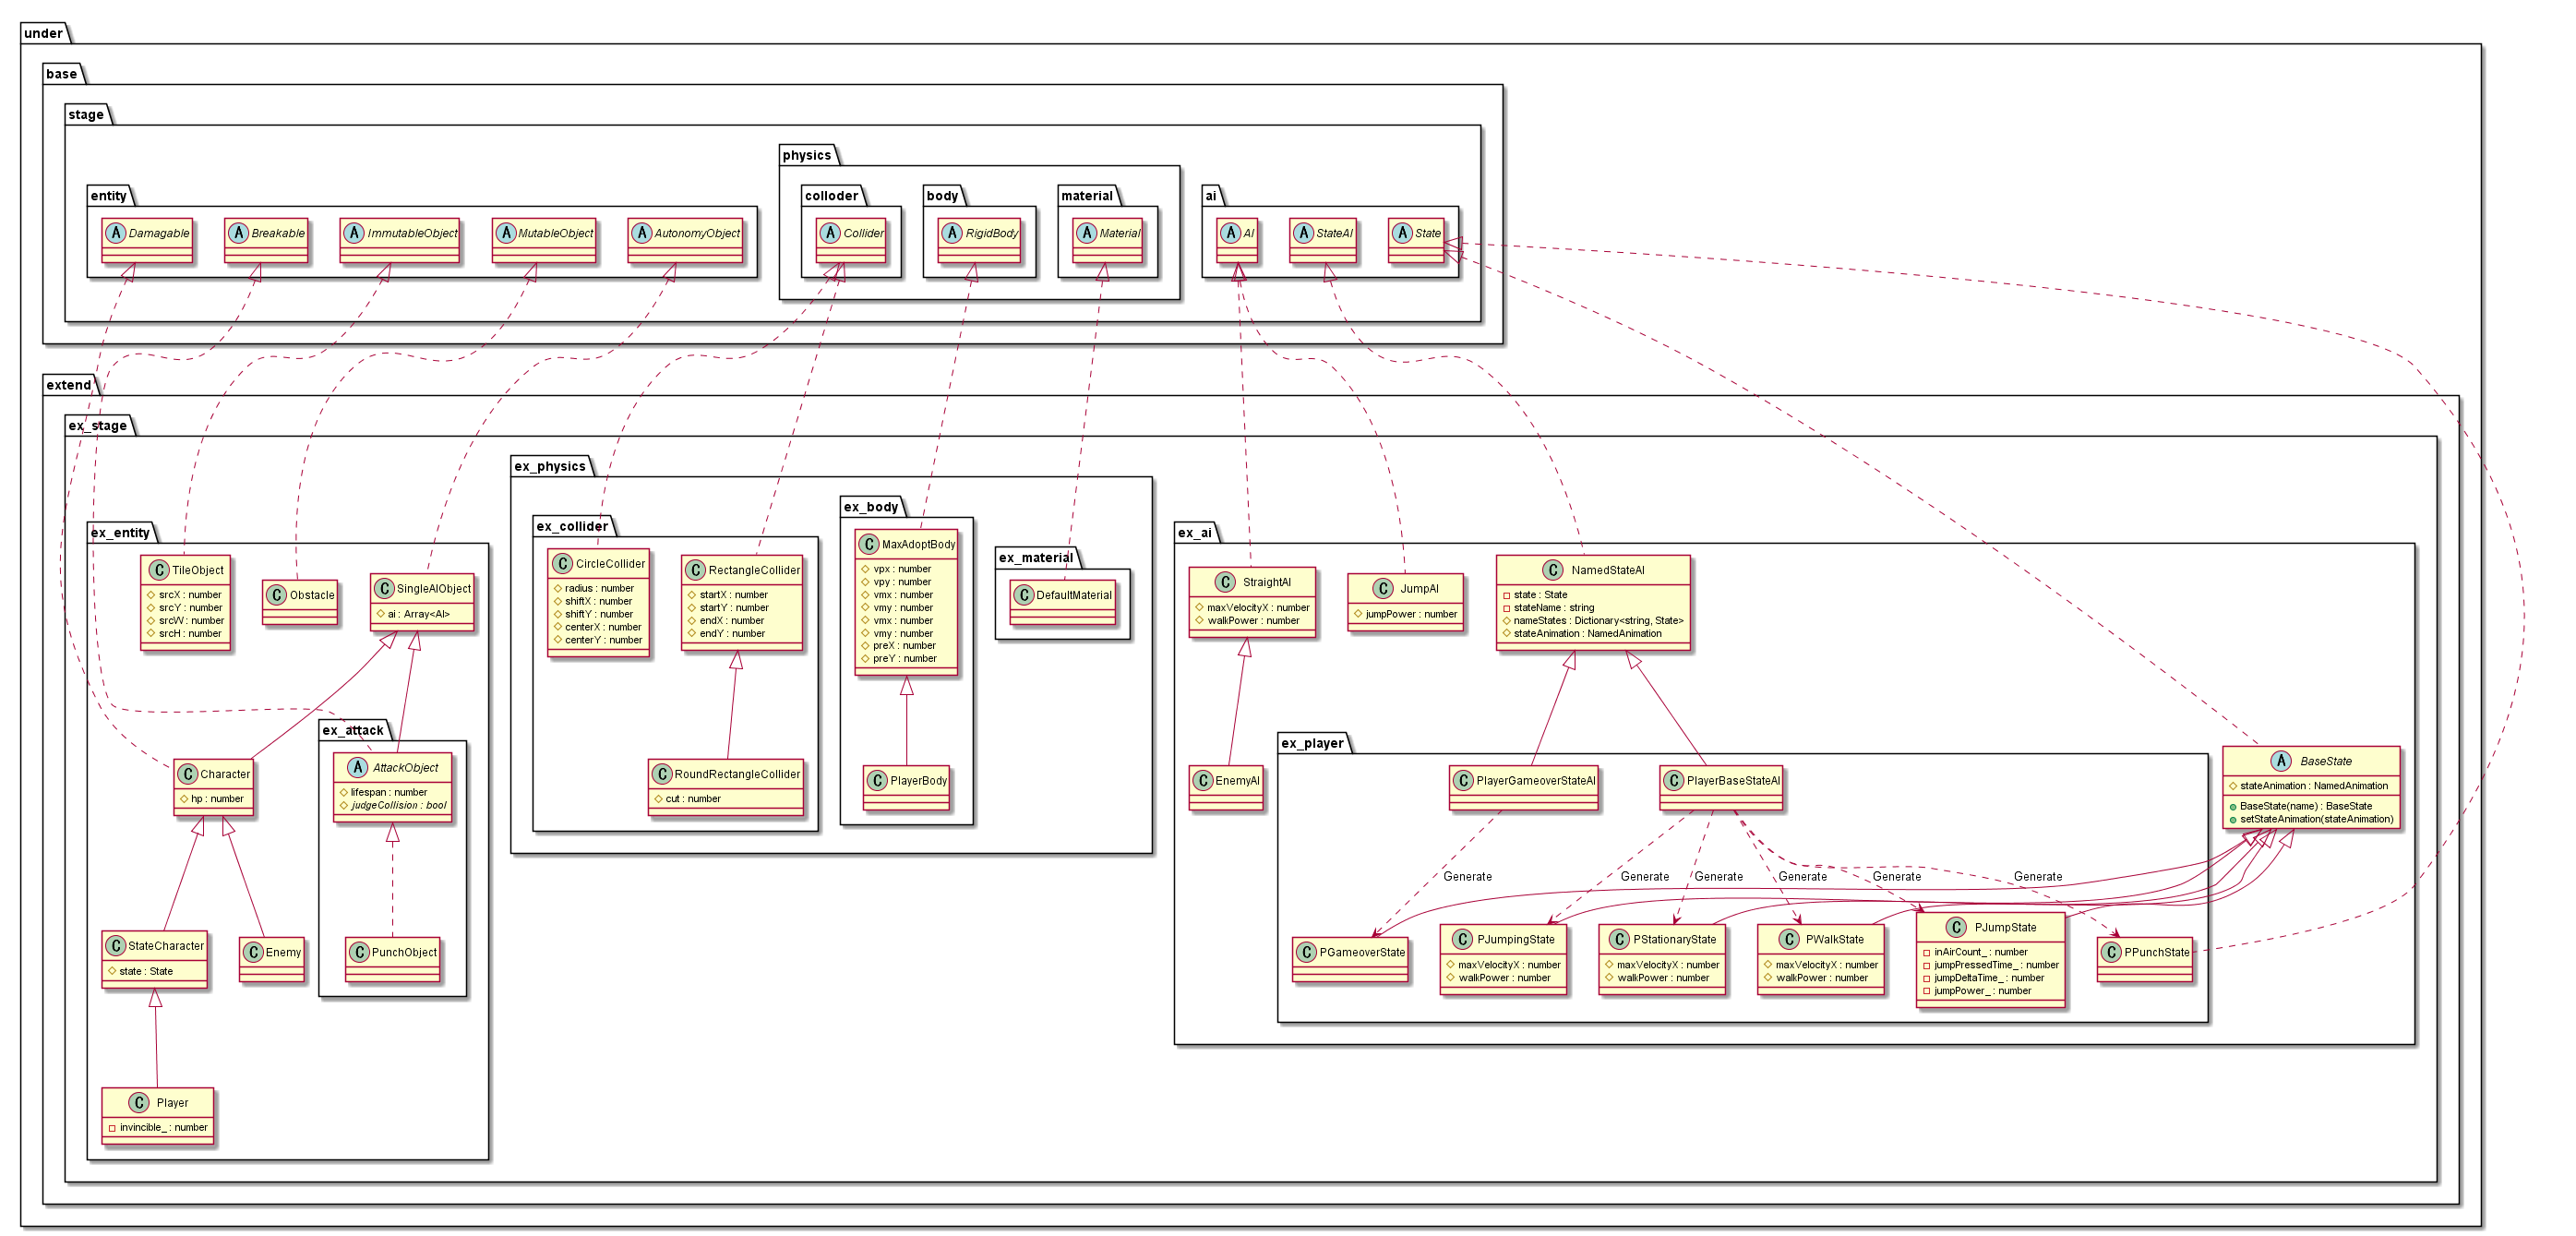 under
base
stage
physics
entity
colloder
body
material
ai
A Damagable
A Breakable
A ImmutableObject
A MutableObject
A AutonomyObject
A Collider
A RigidBody
A Material
A AI
A StateAI
A State
extend
ex_stage
ex_physics
ex_entity
ex_collider
ex_body
ex_material
ex_ai
C TileObject
srcX : number
srcY : number
srcW : number
srcH : number
C Obstacle
C SingleAIObject
ai : Array<AI>
C CircleCollider
radius : number
shiftX : number
shiftY : number
centerX : number
centerY : number
C RectangleCollider
startX : number
startY : number
endX : number
endY : number
C MaxAdoptBody
vpx : number
vpy : number
vmx : number
vmy : number
vmx : number
vmy : number
preX : number
preY : number
C DefaultMaterial
C StraightAI
maxVelocityX : number
walkPower : number
C JumpAI
jumpPower : number
C NamedStateAI
state : State
stateName : string
nameStates : Dictionary<string, State>
stateAnimation : NamedAnimation
ex_attack
ex_player
C Character
hp : number
A AttackObject
lifespan : number
judgeCollision : bool
C RoundRectangleCollider
cut : number
C PlayerBody
C EnemyAI
C PlayerGameoverStateAI
C PlayerBaseStateAI
A BaseState
stateAnimation : NamedAnimation
BaseState(name) : BaseState
setStateAnimation(stateAnimation)
Generate
Generate
Generate
Generate
Generate
Generate
C StateCharacter
state : State
C Enemy
C PunchObject
C PGameoverState
C PJumpingState
maxVelocityX : number
walkPower : number
C PStationaryState
maxVelocityX : number
walkPower : number
C PWalkState
maxVelocityX : number
walkPower : number
C PJumpState
inAirCount_ : number
jumpPressedTime_ : number
jumpDeltaTime_ : number
jumpPower_ : number
C PPunchState
C Player
invincible_ : number